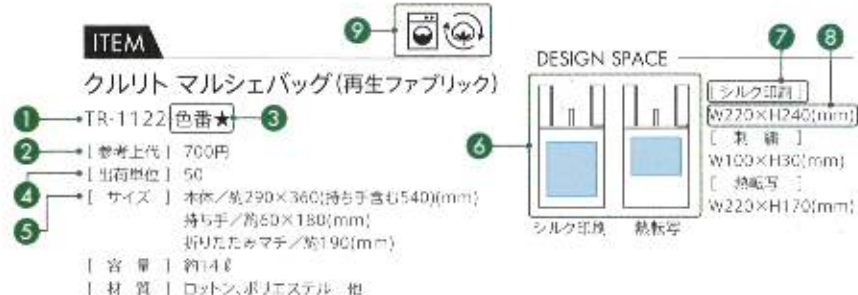 9
ITEM
クルリト マルシェバッグ(再生ファブリック)
1 TR-1122 色番★ 3
2 [ 参考上代 ] 700円
4 [ 出荷単位 ] 50
5 [ サイズ ] 本体/約290×360(持ち手含む540)(mm)
持ち手/約60×180(mm)
折りたたみマチ/約190(mm)
[ 容 量 ] 約14ℓ
[ 材 質 ] コットン、ポリエステル 他
DESIGN SPACE
6
シルク印刷 熱転写
7 8
[ シルク印刷 ]
W220×H240(mm)
[ 刺 繍 ]
W100×H30(mm)
[ 熱転写 ]
W220×H170(mm)